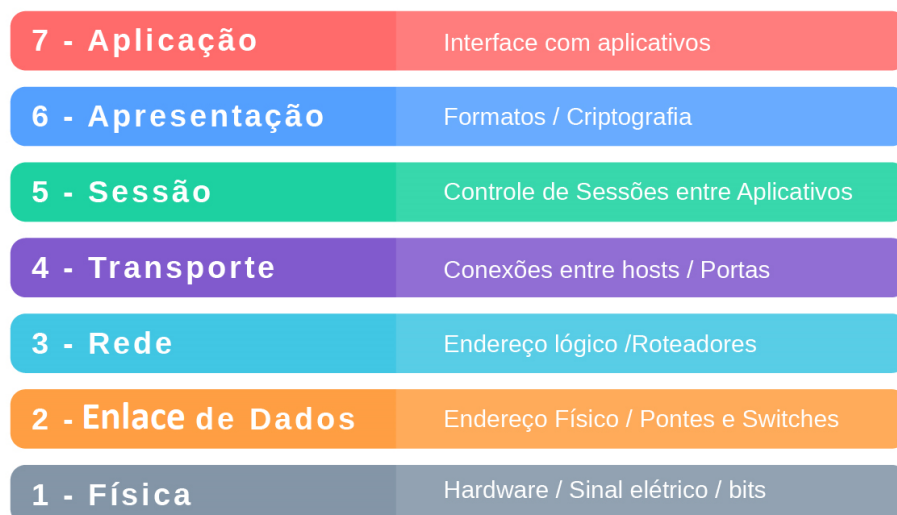 7 - Aplicação
Interface com aplicativos
6 - Apresentação
Formatos / Criptografia
5 - Sessão
Controle de Sessões entre Aplicativos
4 - Transporte
Conexões entre hosts / Portas
3 - Rede
Endereço lógico /Roteadores
2 - Enlace de Dados
Endereço Físico / Pontes e Switches
1 - Física
Hardware / Sinal elétrico / bits